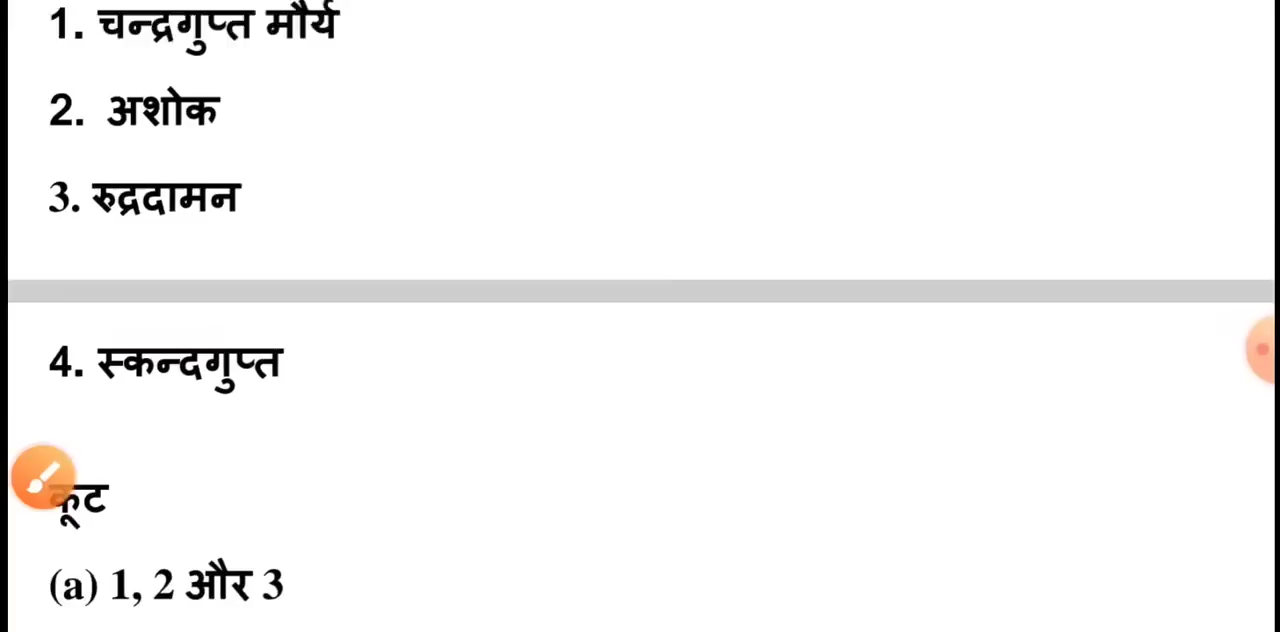 1. चन्द्रगुप्त मौर्य
2. अशोक
3. रुद्रदामन
4. स्कन्दगुप्त
कूट
(a) 1, 2 और 3